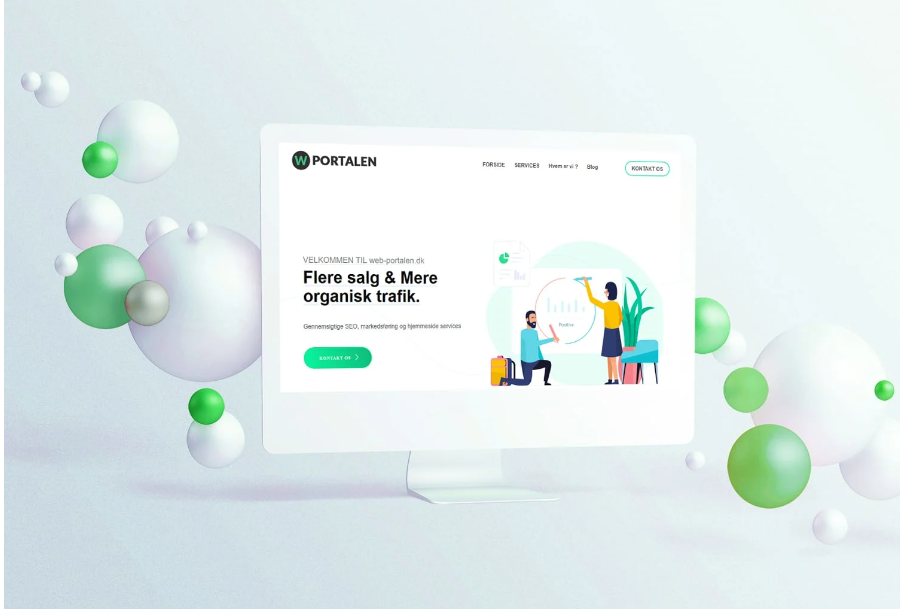 W PORTALEN
FORSIDE SERVICES Hvem er vi ? Blog KONTAKT OS
VELKOMMEN TIL web-portalen.dk
Flere salg & Mere
organisk trafik.
Gennemsigtige SEO, markedsføring og hjemmeside services
KONTAKT OS